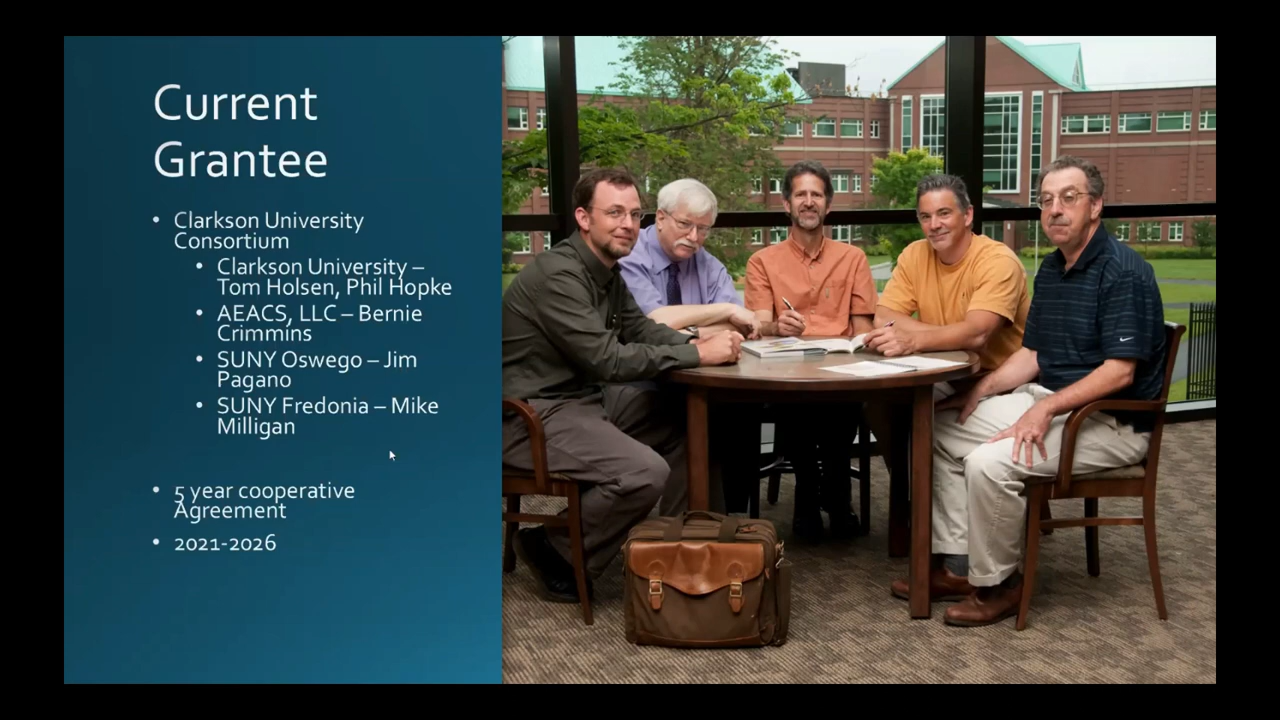 Current
Grantee
• Clarkson University
Consortium
• Clarkson University –
Tom Holsen, Phil Hopke
• AEACS, LLC – Bernie
Crimmins
• SUNY Oswego – Jim
Pagano
• SUNY Fredonia – Mike
Milligan
• 5 year cooperative
Agreement
• 2021-2026